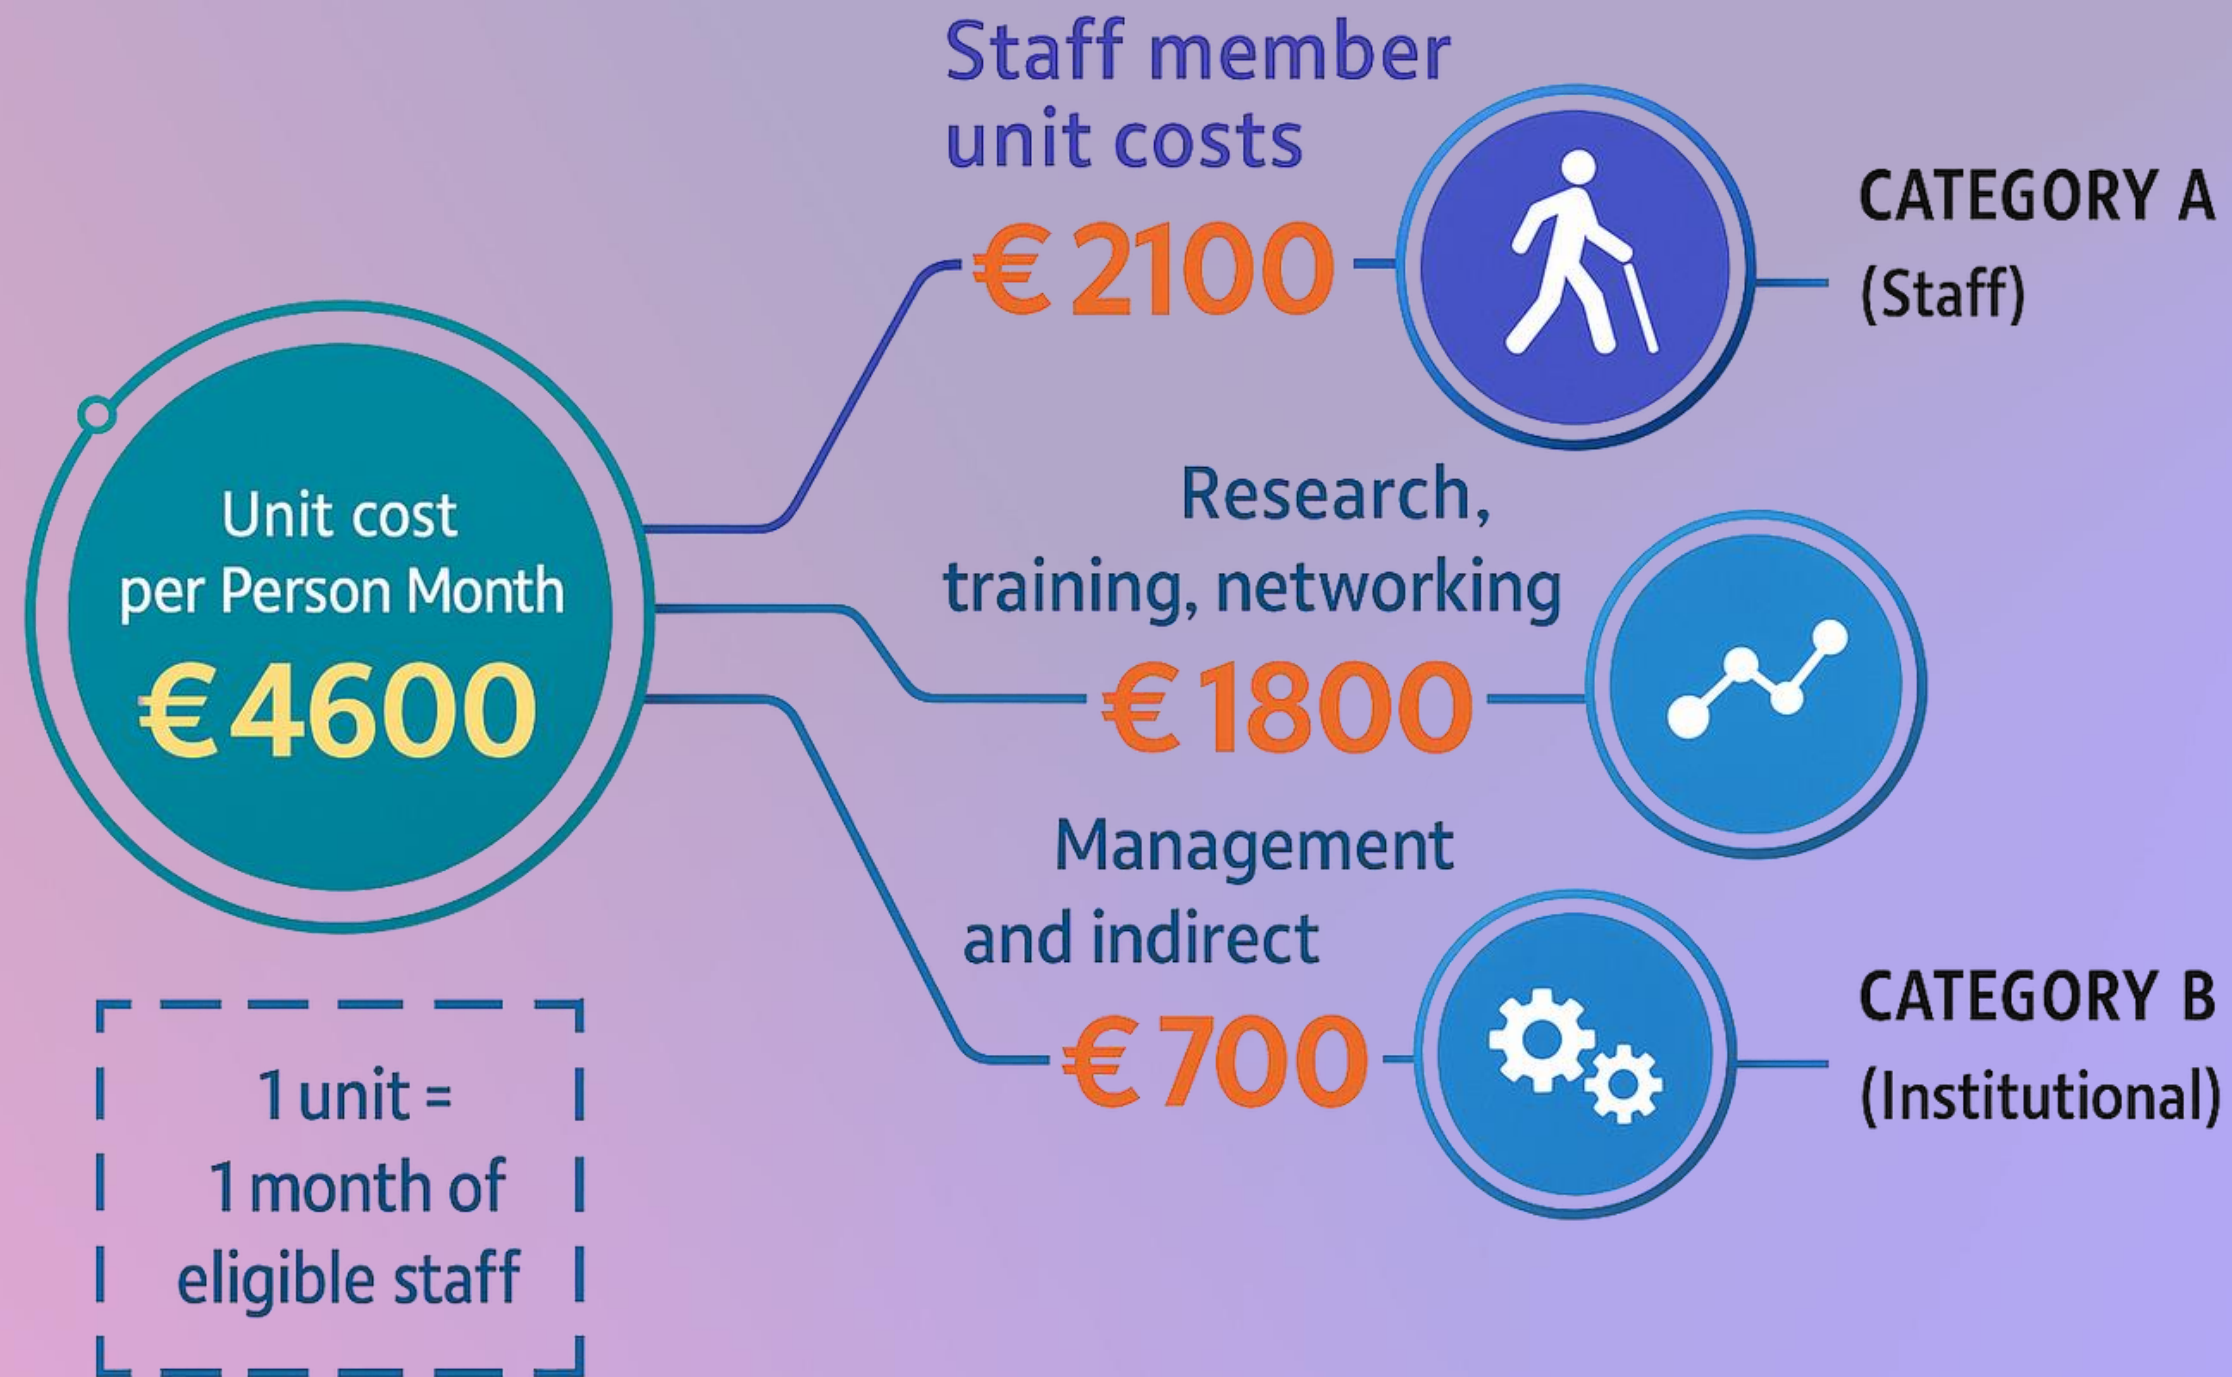 Staff member
unit costs
€2100
CATEGORY A
(Staff)
Unit cost
per Person Month
€4600
Research,
training, networking
€1800
Management
and indirect
€700
CATEGORY B
(Institutional)
1 unit =
1 month of
eligible staff